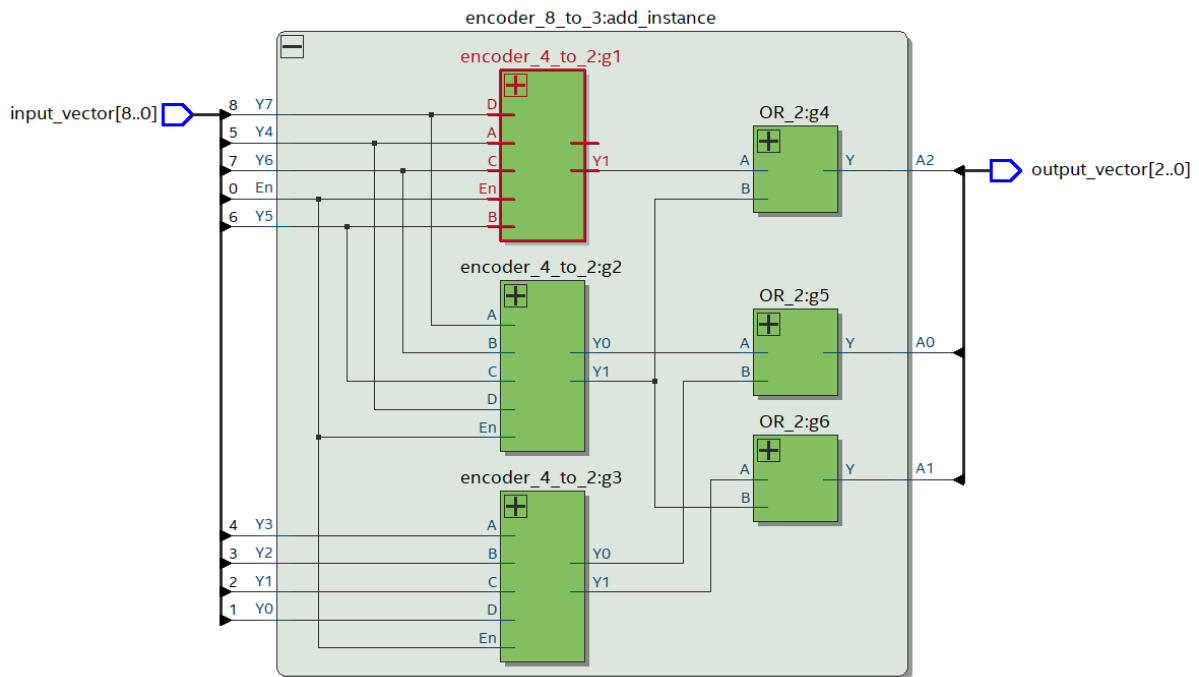 encoder_8_to_3:add_instance
input_vector[8..0]
8 Y7
5 Y4
7 Y6
0 En
6 Y5
4 Y3
3 Y2
2 Y1
1 Y0
encoder_4_to_2:g1
D
A
C
En
B
Y1
encoder_4_to_2:g2
A
B
C
D
En
Y0
Y1
encoder_4_to_2:g3
A
B
C
D
En
Y0
Y1
OR_2:g4
A
B
Y
A2
OR_2:g5
A
B
Y
A0
OR_2:g6
A
B
Y
A1
output_vector[2..0]